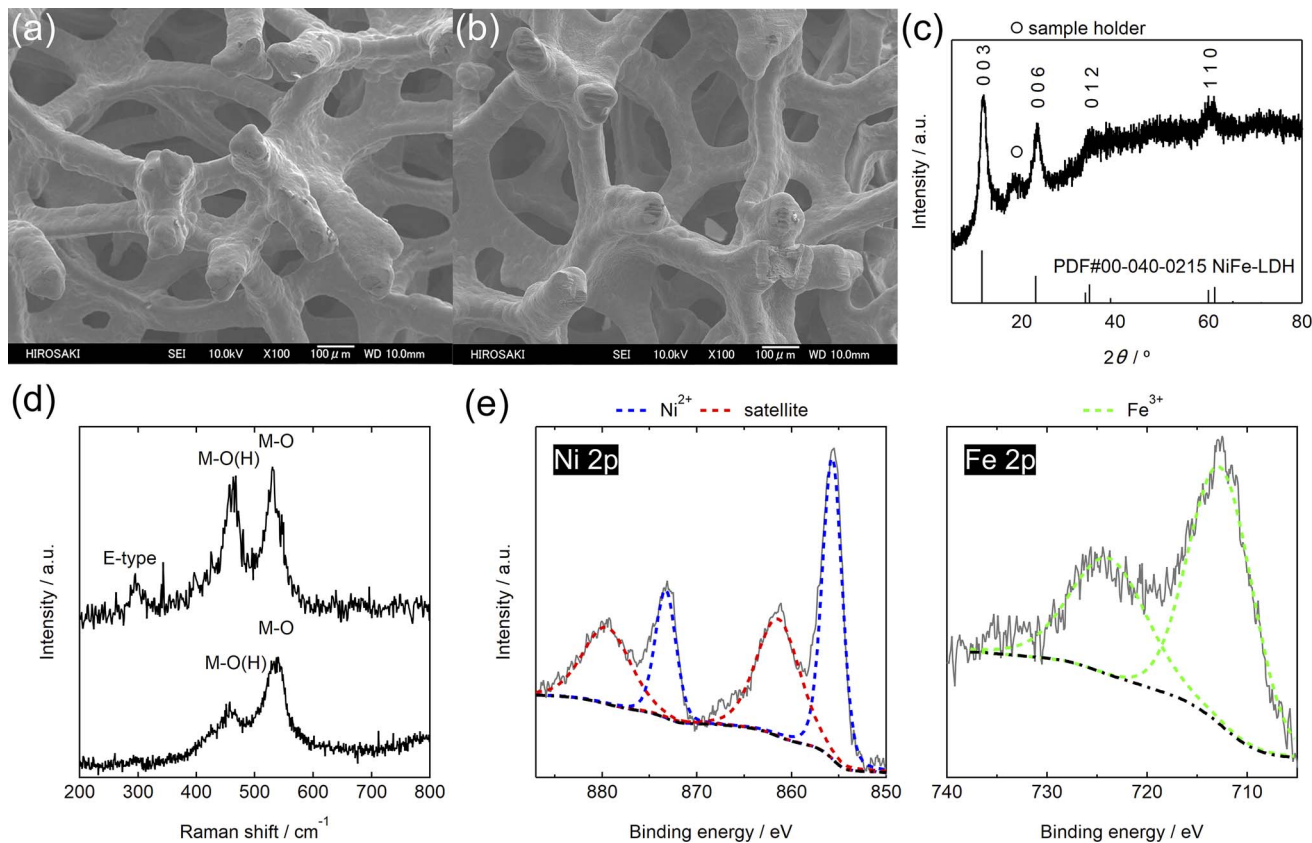 (a)
HIROSAKI SEI 10.0kV X100 100μm WD 10.0mm
(b)
HIROSAKI SEI 10.0kV X100 100μm WD 10.0mm
(c)
○ sample holder
0 0 3
0 0 6
0 1 2
1 1 0
Intensity / a.u.
PDF#00-040-0215 NiFe-LDH
20 40 60 80
2θ / °
(d)
M-O
M-O(H)
E-type
M-O
M-O(H)
Intensity / a.u.
200 300 400 500 600 700 800
Raman shift / cm⁻¹
(e)
Ni²⁺ satellite
Ni 2p
Intensity / a.u.
880 870 860 850
Binding energy / eV
Fe³⁺
Fe 2p
740 730 720 710
Binding energy / eV